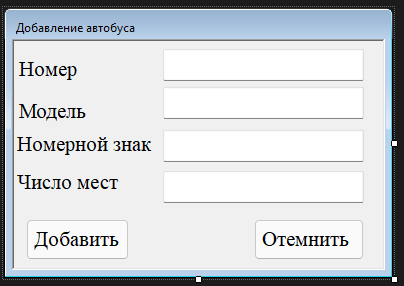 Добавление автобуса
Номер
Модель
Номерной знак
Число мест
Добавить Отемнить